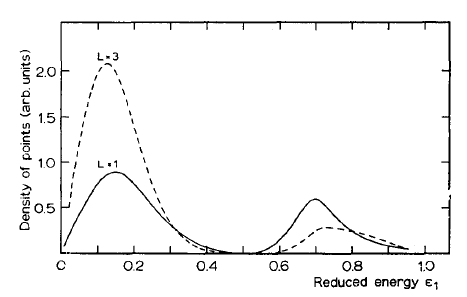 Density of points (arb. units)
2.0
1.5
1.0
0.5
L=3
L=1
0 0.2 0.4 0.6 0.8 1.0
Reduced energy ε₁